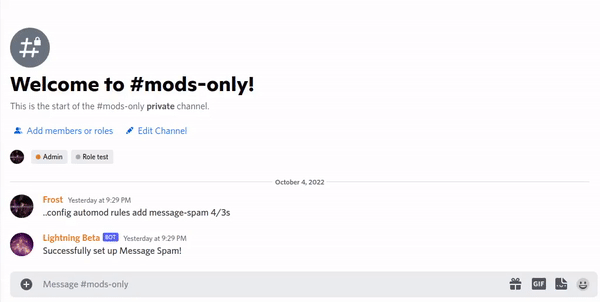 Welcome to #mods-only!
This is the start of the #mods-only private channel.
Add members or roles Edit Channel
Admin Role test
October 4, 2022
Frost Yesterday at 9:29 PM
..config automod rules add message-spam 4/3s
Lightning Beta BOT Yesterday at 9:29 PM
Successfully set up Message Spam!
Message #mods-only GIF